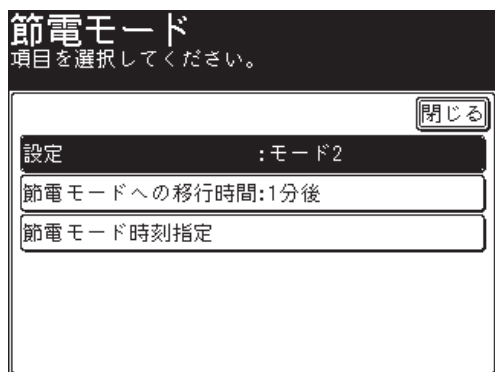 節電モード
項目を選択してください。
閉じる
設定 :モード2
節電モードへの移行時間:1分後
節電モード時刻指定